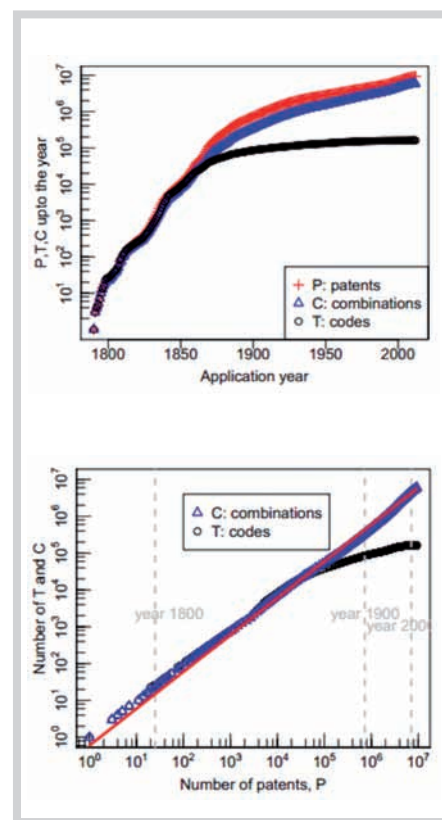 P,T,C upto the year
10^7
10^6
10^5
10^4
10^3
10^2
10^1
P: patents
C: combinations
T: codes
1800 1850 1900 1950 2000
Application year
Number of T and C
10^7
10^6
10^5
10^4
10^3
10^2
10^1
10^0
C: combinations
T: codes
year 1800
year 1900
year 200
10^0 10^1 10^2 10^3 10^4 10^5 10^6 10^7
Number of patents, P